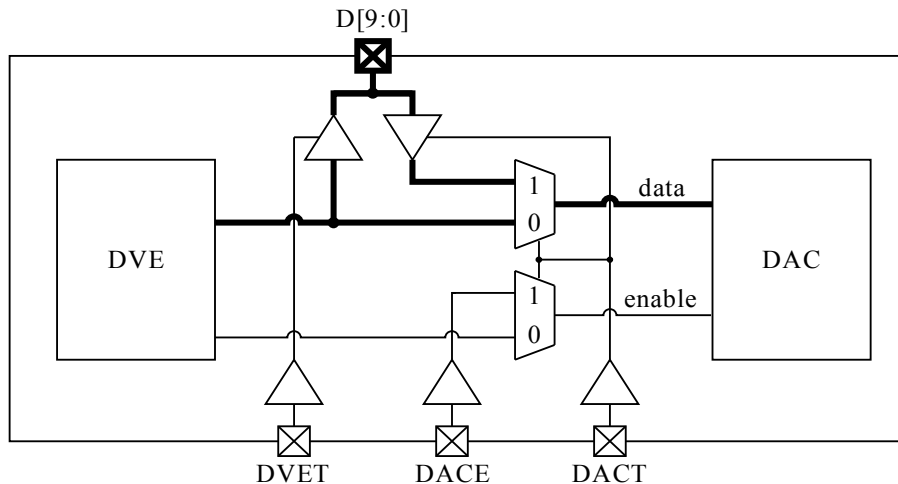 D[9:0]
1
data
0
DVE
DAC
1
enable
0
DVET
DACE
DACT